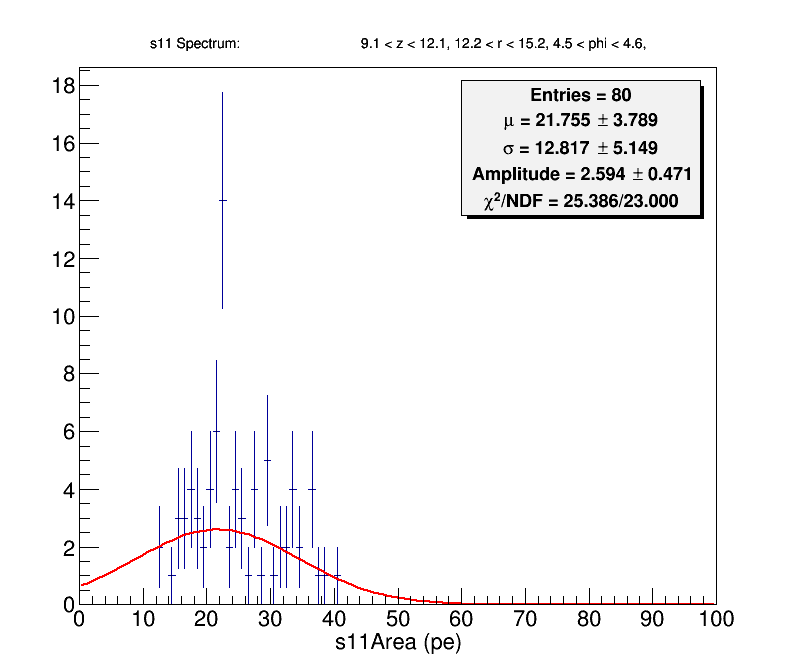 s11 Spectrum: 9.1 < z < 12.1, 12.2 < r < 15.2, 4.5 < phi < 4.6,
Entries = 80
μ = 21.755 ± 3.789
σ = 12.817 ± 5.149
Amplitude = 2.594 ± 0.471
χ²/NDF = 25.386/23.000
18
16
14
12
10
8
6
4
2
0
0 10 20 30 40 50 60 70 80 90 100
s11Area (pe)